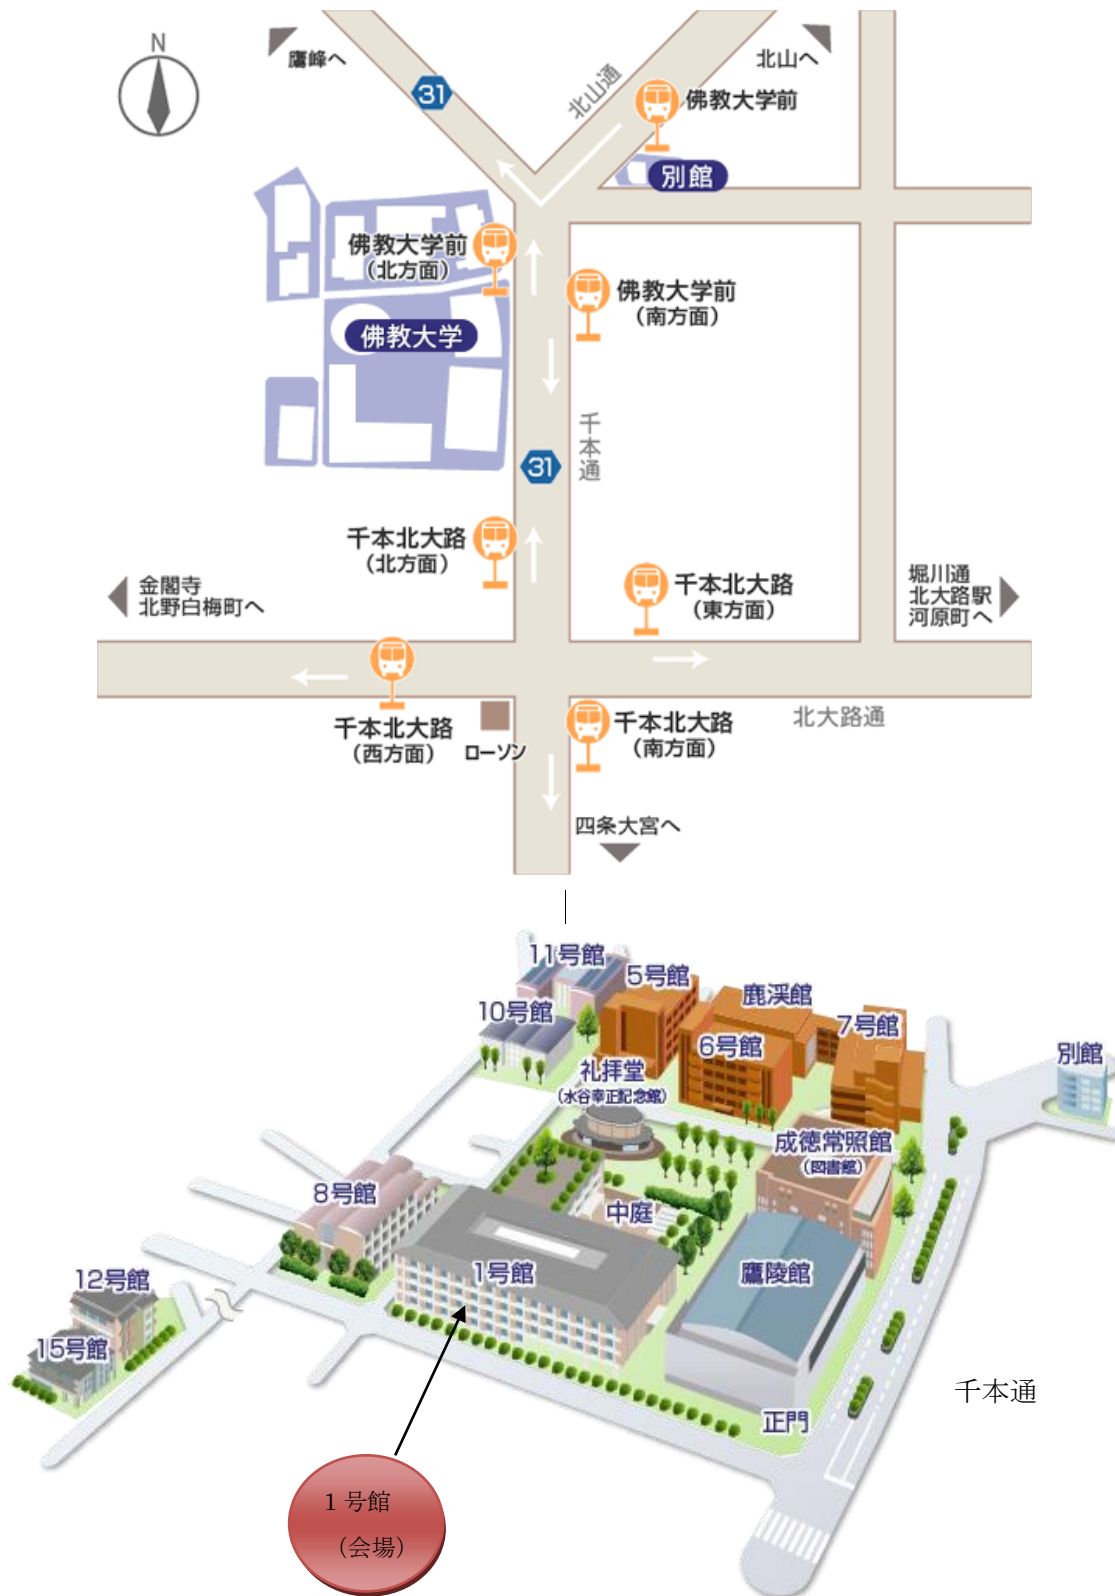 N
鷹峰へ
31
北山通
北山へ
佛教大学前
別館
佛教大学前
(北方面)
佛教大学前
(南方面)
佛教大学
千本通
31
千本北大路
(北方面)
千本北大路
(東方面)
金閣寺
北野白梅町へ
堀川通
北大路駅
河原町へ
千本北大路
(西方面)
ローソン
千本北大路
(南方面)
北大路通
四条大宮へ
11号館
5号館
鹿渓館
10号館
7号館
6号館
別館
礼拝堂
(水谷幸正記念館)
成徳常照館
(図書館)
8号館
中庭
1号館
鷹陵館
12号館
15号館
千本通
正門
1 号館
（会場）